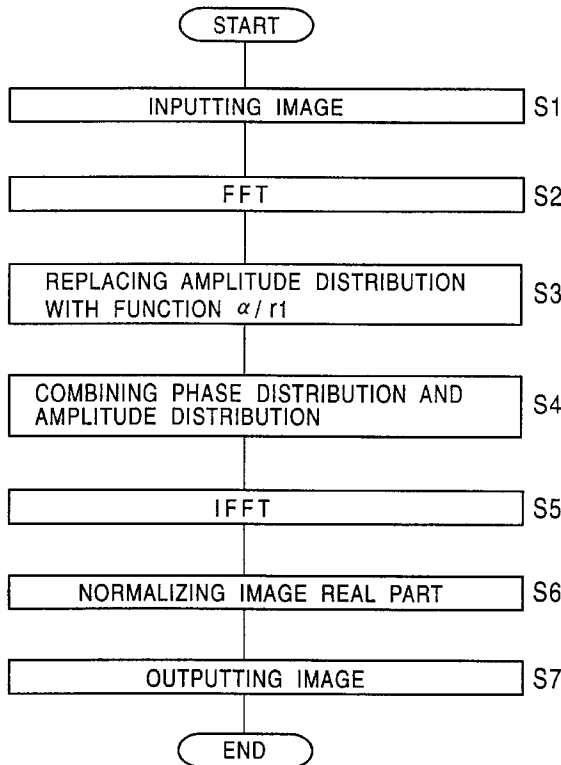 START
INPUTTING IMAGE
S1
FFT
S2
REPLACING AMPLITUDE DISTRIBUTION
WITH FUNCTION α/r1
S3
COMBINING PHASE DISTRIBUTION AND
AMPLITUDE DISTRIBUTION
S4
IFFT
S5
NORMALIZING IMAGE REAL PART
S6
OUTPUTTING IMAGE
S7
END